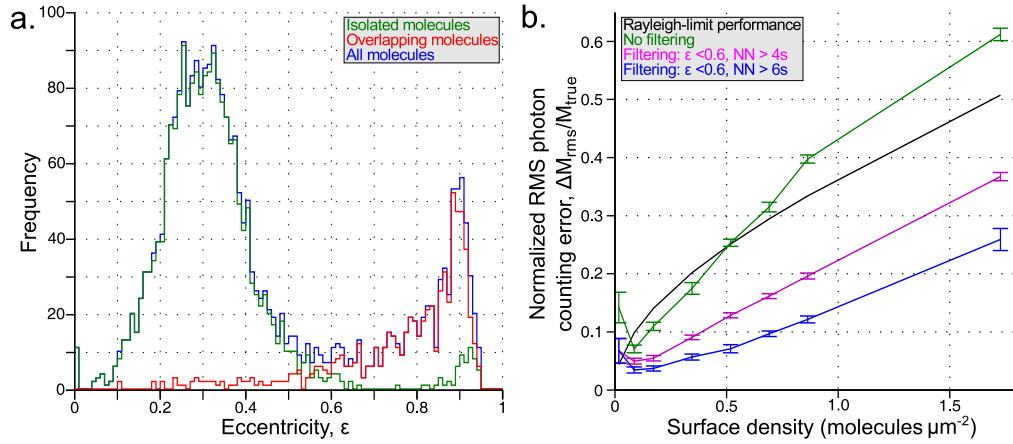 a.
Isolated molecules
Overlapping molecules
All molecules
100
80
60
40
20
0
Frequency
0
0.2
0.4
0.6
0.8
1
Eccentricity, ε
b.
Rayleigh-limit performance
No filtering
Filtering: ε <0.6, NN > 4s
Filtering: ε <0.6, NN > 6s
0.6
0.5
0.4
0.3
0.2
0.1
0
Normalized RMS photon
counting error, ΔM_rms/M_true
0
0.5
1.0
1.5
Surface density (molecules µm⁻²)